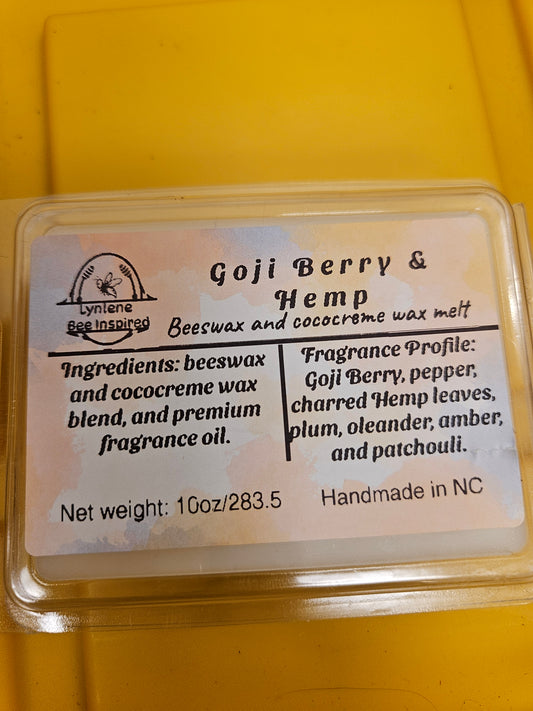 Goji Berry &
Hemp
Beeswax and cococreme wax melt
Lyniene
Bee Inspired
Ingredients: beeswax
and cococreme wax
blend, and premium
fragrance oil.
Fragrance Profile:
Goji Berry, pepper,
charred Hemp leaves,
plum, oleander, amber,
and patchouli.
Net weight: 10oz/283.5
Handmade in NC